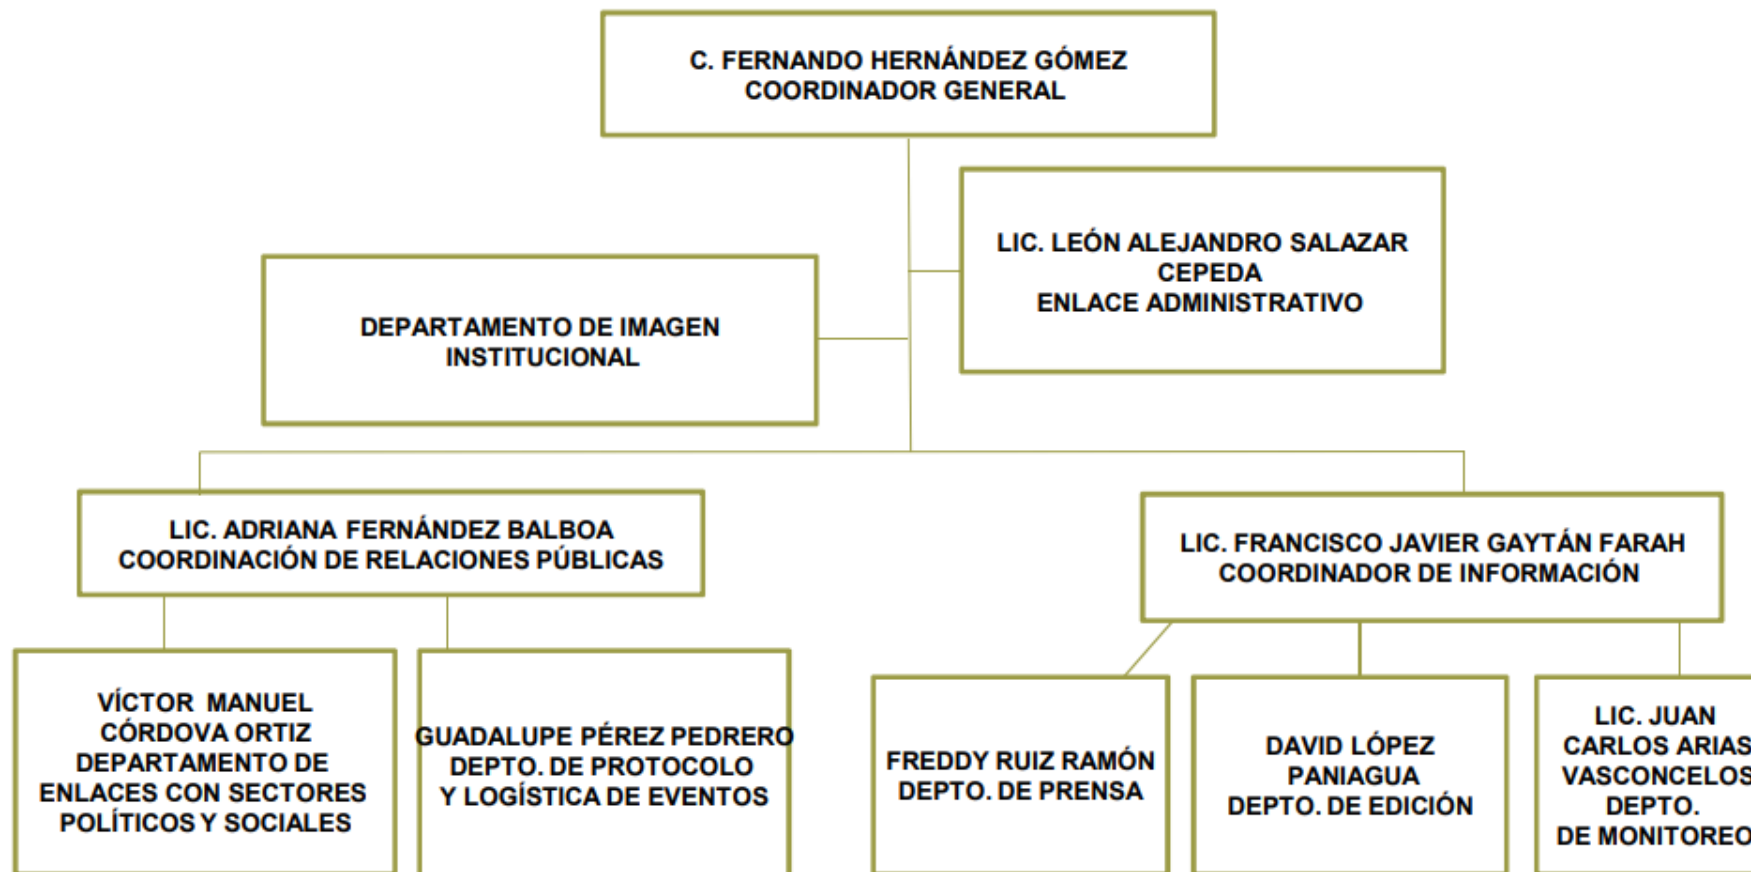 C. FERNANDO HERNÁNDEZ GÓMEZ
COORDINADOR GENERAL
LIC. LEÓN ALEJANDRO SALAZAR
CEPEDA
ENLACE ADMINISTRATIVO
DEPARTAMENTO DE IMAGEN
INSTITUCIONAL
LIC. ADRIANA FERNÁNDEZ BALBOA
COORDINACIÓN DE RELACIONES PÚBLICAS
LIC. FRANCISCO JAVIER GAYTÁN FARAH
COORDINADOR DE INFORMACIÓN
VÍCTOR MANUEL
CÓRDOVA ORTIZ
DEPARTAMENTO DE
ENLACES CON SECTORES
POLÍTICOS Y SOCIALES
GUADALUPE PÉREZ PEDRERO
DEPTO. DE PROTOCOLO
Y LOGÍSTICA DE EVENTOS
FREDDY RUIZ RAMÓN
DEPTO. DE PRENSA
DAVID LÓPEZ
PANIAGUA
DEPTO. DE EDICIÓN
LIC. JUAN
CARLOS ARIAS
VASCONCELOS
DEPTO.
DE MONITOREO